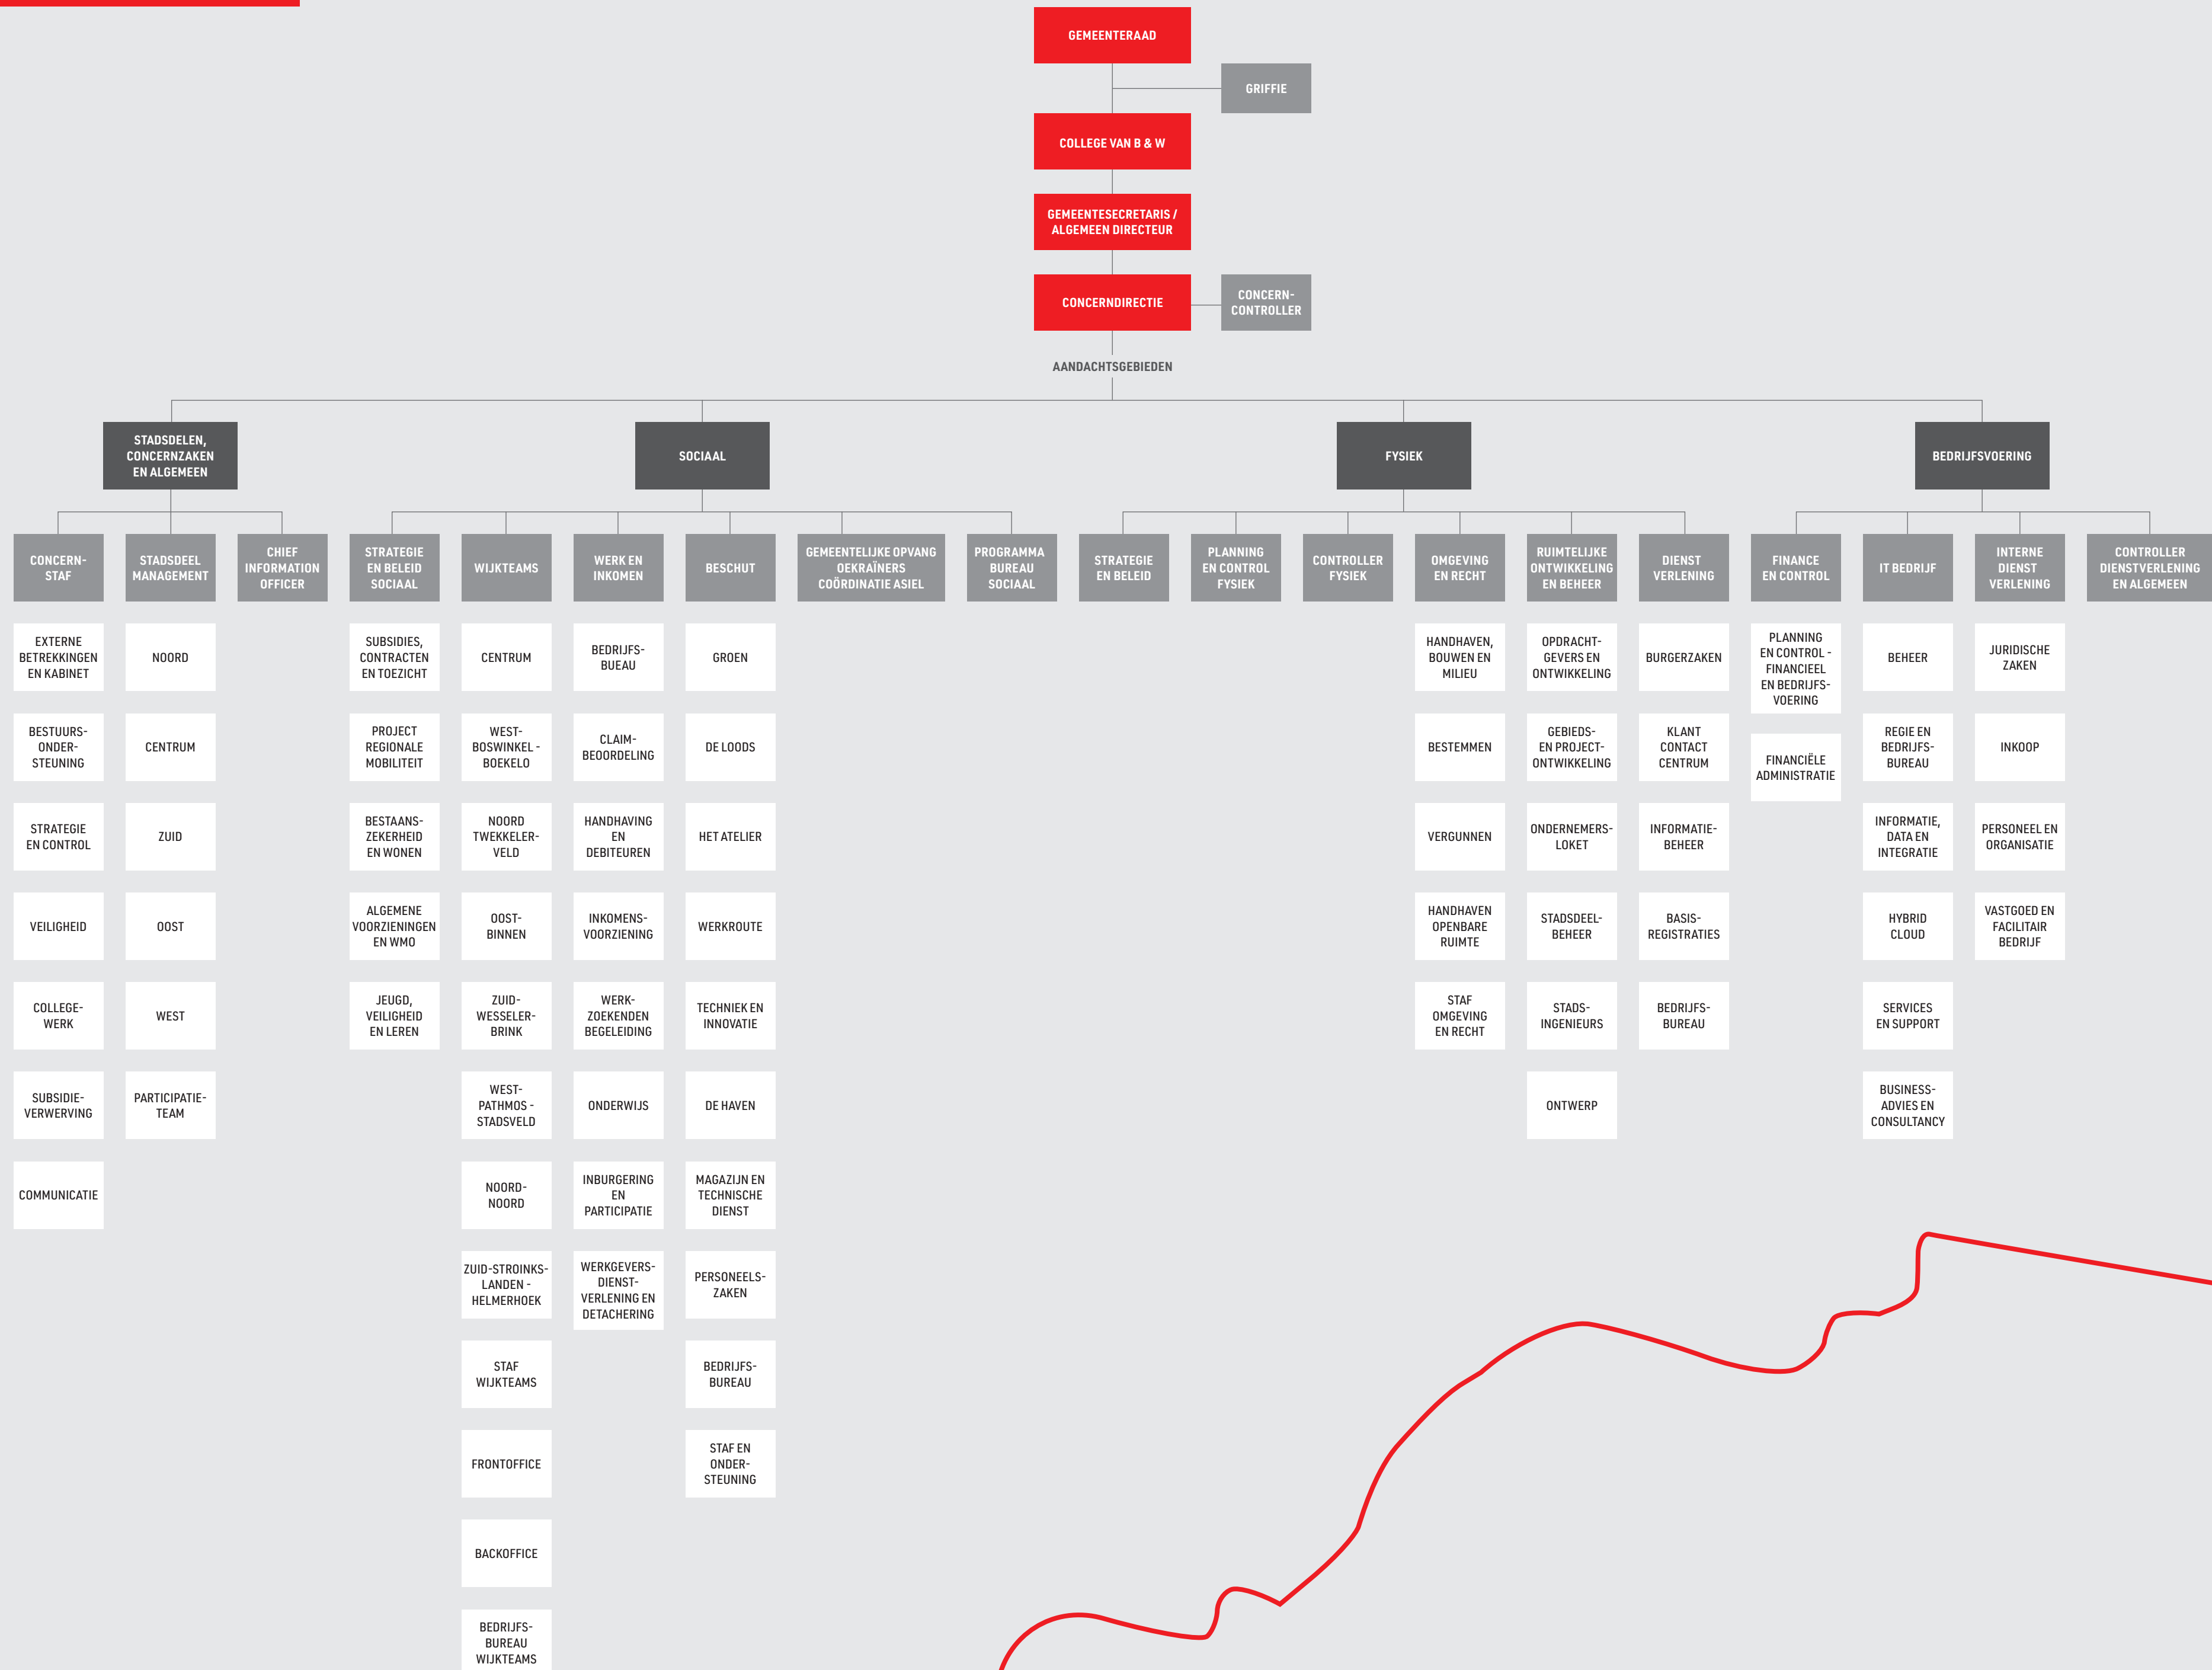 GEMEENTERAAD
GRIFFIE
COLLEGE VAN B & W
GEMEENTESECRETARIS /
ALGEMEEN DIRECTEUR
CONCERNDIRECTIE
CONCERN-
CONTROLLER
AANDACHTSGEBIEDEN
STADSDELEN,
CONCERNZAKEN
EN ALGEMEEN
SOCIAAL
FYSIEK
BEDRIJFSVOERING
CONCERN-
STAF
STADSDEEL
MANAGEMENT
CHIEF
INFORMATION
OFFICER
STRATEGIE
EN BELEID
SOCIAAL
WIJKTEAMS
WERK EN
INKOMEN
BESCHUT
GEMEENTELIJKE OPVANG
OEKRAÏNERS
COÖRDINATIE ASIEL
PROGRAMMA
BUREAU
SOCIAAL
STRATEGIE
EN BELEID
PLANNING
EN CONTROL
FYSIEK
CONTROLLER
FYSIEK
OMGEVING
EN RECHT
RUIMTELIJKE
ONTWIKKELING
EN BEHEER
DIENST
VERLENING
FINANCE
EN CONTROL
IT BEDRIJF
INTERNE
DIENST
VERLENING
CONTROLLER
DIENSTVERLENING
EN ALGEMEEN
EXTERNE
BETREKKINGEN
EN KABINET
BESTUURS-
ONDER-
STEUNING
STRATEGIE
EN CONTROL
VEILIGHEID
COLLEGE-
WERK
SUBSIDIE-
VERWERVING
COMMUNICATIE
NOORD
CENTRUM
ZUID
OOST
WEST
PARTICIPATIE-
TEAM
SUBSIDIES,
CONTRACTEN
EN TOEZICHT
PROJECT
REGIONALE
MOBILITEIT
BESTAANS-
ZEKERHEID
EN WONEN
ALGEMENE
VOORZIENINGEN
EN WMO
JEUGD,
VEILIGHEID
EN LEREN
CENTRUM
WEST-
BOSWINKEL -
BOEKELO
NOORD
TWEKKELER-
VELD
OOST-
BINNEN
ZUID-
WESSELER-
BRINK
WEST-
PATHMOS -
STADSVELD
NOORD-
NOORD
ZUID-STROINKS-
LANDEN -
HELMERHOEK
STAF
WIJKTEAMS
FRONTOFFICE
BACKOFFICE
BEDRIJFS-
BUREAU
WIJKTEAMS
BEDRIJFS-
BUEAU
CLAIM-
BEOORDELING
HANDHAVING
EN
DEBITEUREN
INKOMENS-
VOORZIENING
WERK-
ZOEKENDEN
BEGELEIDING
ONDERWIJS
INBURGERING
EN
PARTICIPATIE
WERKGEVERS-
DIENST-
VERLENING EN
DETACHERING
GROEN
DE LOODS
HET ATELIER
WERKROUTE
TECHNIEK EN
INNOVATIE
DE HAVEN
MAGAZIJN EN
TECHNISCHE
DIENST
PERSONEELS-
ZAKEN
BEDRIJFS-
BUREAU
STAF EN
ONDER-
STEUNING
HANDHAVEN,
BOUWEN EN
MILIEU
BESTEMMEN
VERGUNNEN
HANDHAVEN
OPENBARE
RUIMTE
STAF
OMGEVING
EN RECHT
OPDRACHT-
GEVERS EN
ONTWIKKELING
GEBIEDS-
EN PROJECT-
ONTWIKKELING
ONDERNEMERS-
LOKET
STADSDEEL-
BEHEER
STADS-
INGENIEURS
ONTWERP
BURGERZAKEN
KLANT
CONTACT
CENTRUM
INFORMATIE-
BEHEER
BASIS-
REGISTRATIES
BEDRIJFS-
BUREAU
PLANNING
EN CONTROL -
FINANCIEEL
EN BEDRIJFS-
VOERING
FINANCIËLE
ADMINISTRATIE
BEHEER
REGIE EN
BEDRIJFS-
BUREAU
INFORMATIE,
DATA EN
INTEGRATIE
HYBRID
CLOUD
SERVICES
EN SUPPORT
BUSINESS-
ADVIES EN
CONSULTANCY
JURIDISCHE
ZAKEN
INKOOP
PERSONEEL EN
ORGANISATIE
VASTGOED EN
FACILITAIR
BEDRIJF